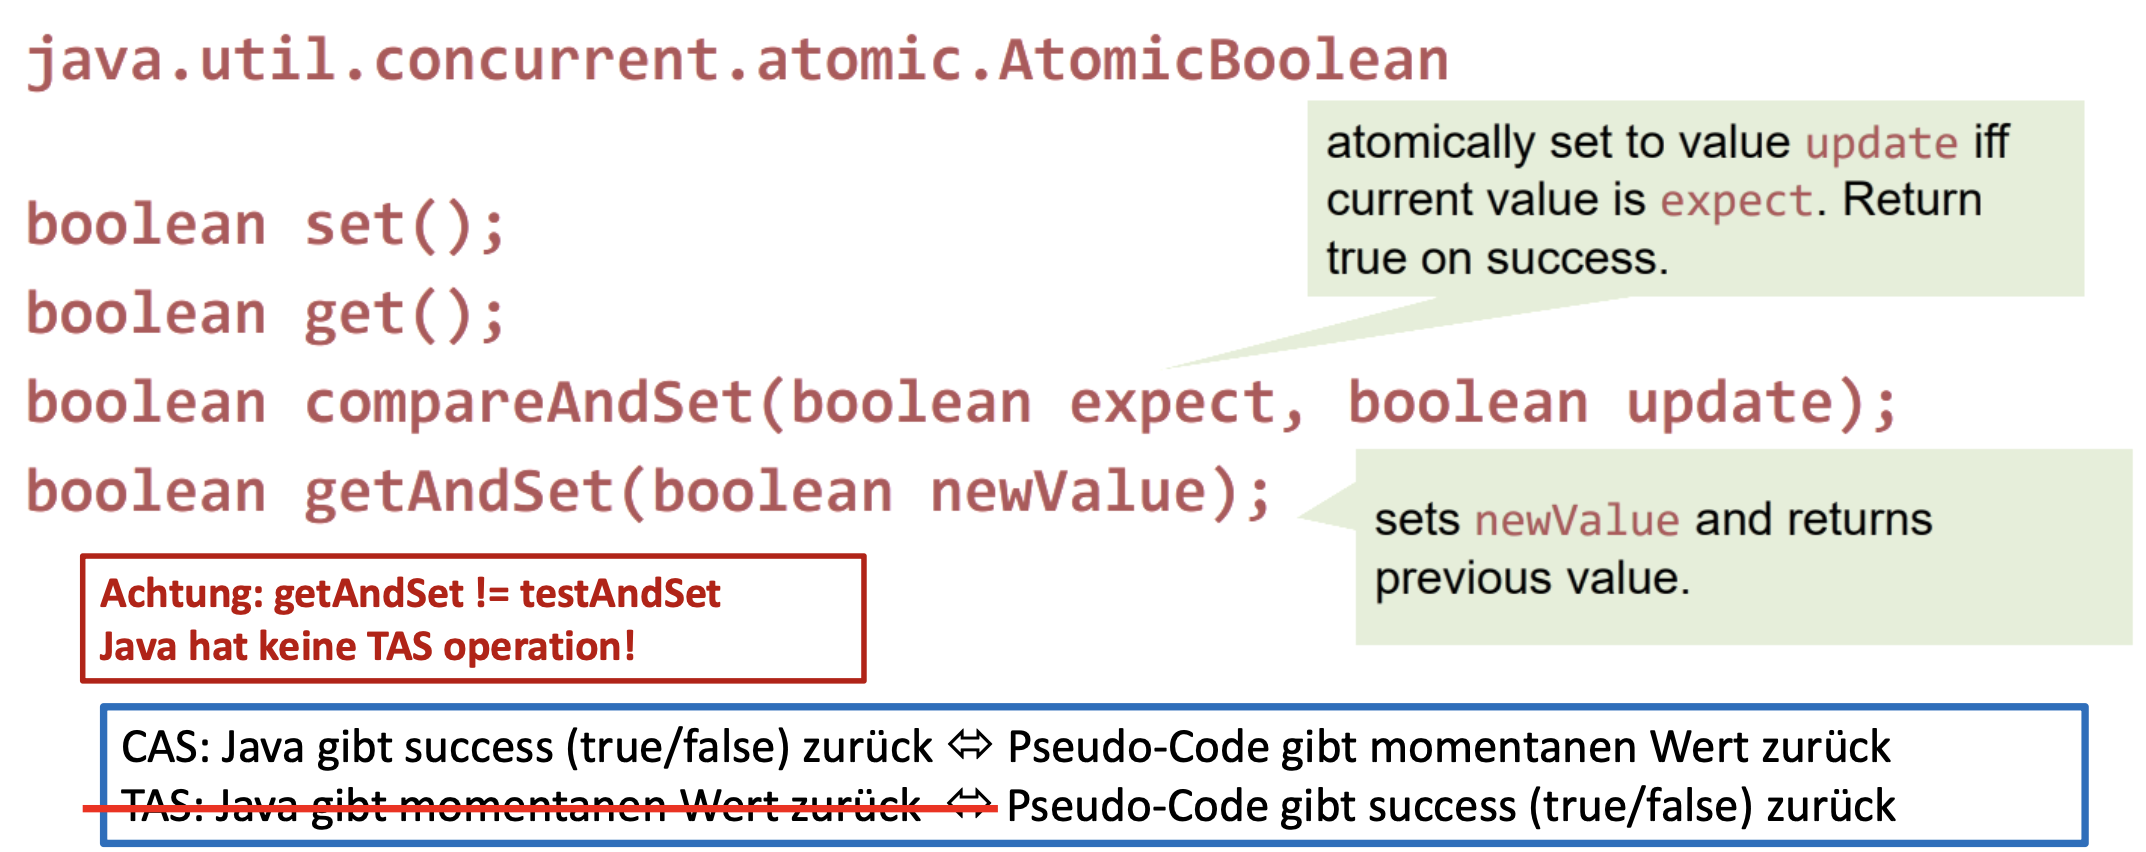 java.util.concurrent.atomic.AtomicBoolean
atomically set to value update iff
current value is expect. Return
true on success.
boolean set();
boolean get();
boolean compareAndSet(boolean expect, boolean update);
boolean getAndSet(boolean newValue);
sets newValue and returns
previous value.
Achtung: getAndSet != testAndSet
Java hat keine TAS operation!
CAS: Java gibt success (true/false) zurück ⬄ Pseudo-Code gibt momentanen Wert zurück
TAS: Java gibt momentanen Wert zurück ⬄ Pseudo-Code gibt success (true/false) zurück